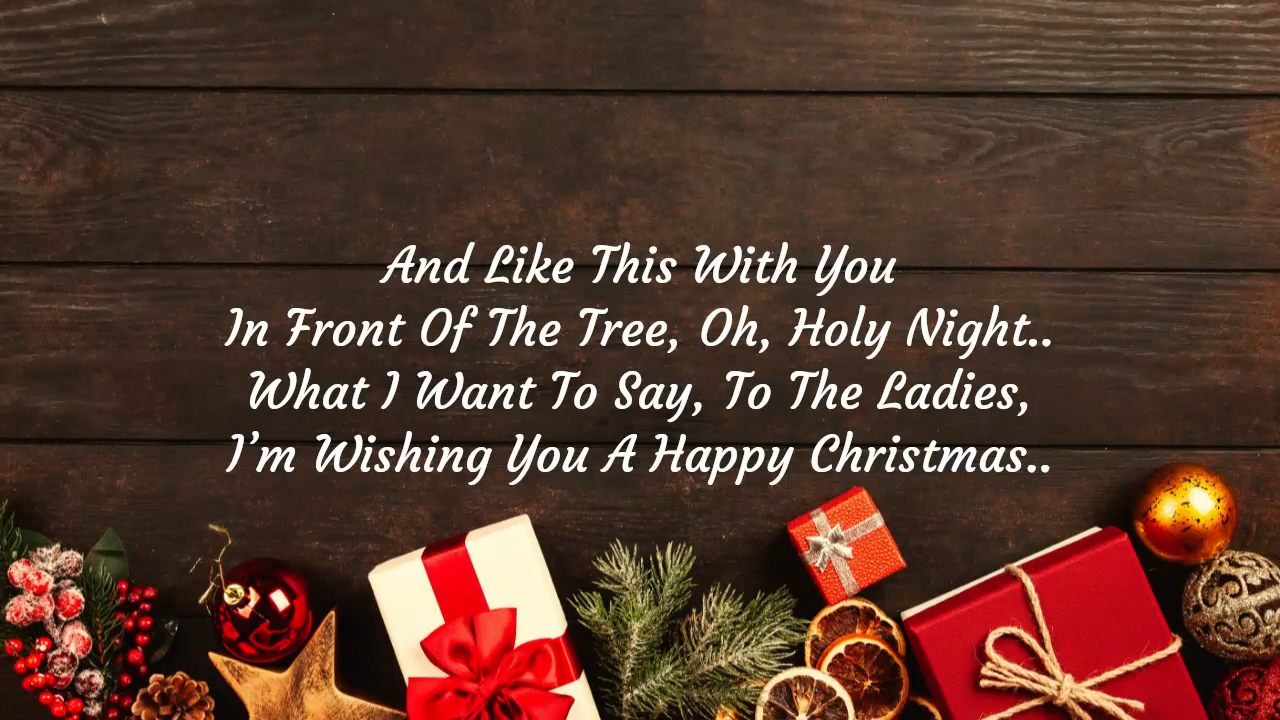 And Like This With You
In Front Of The Tree, Oh, Holy Night..
What I Want To Say, To The Ladies,
I’m Wishing You A Happy Christmas..